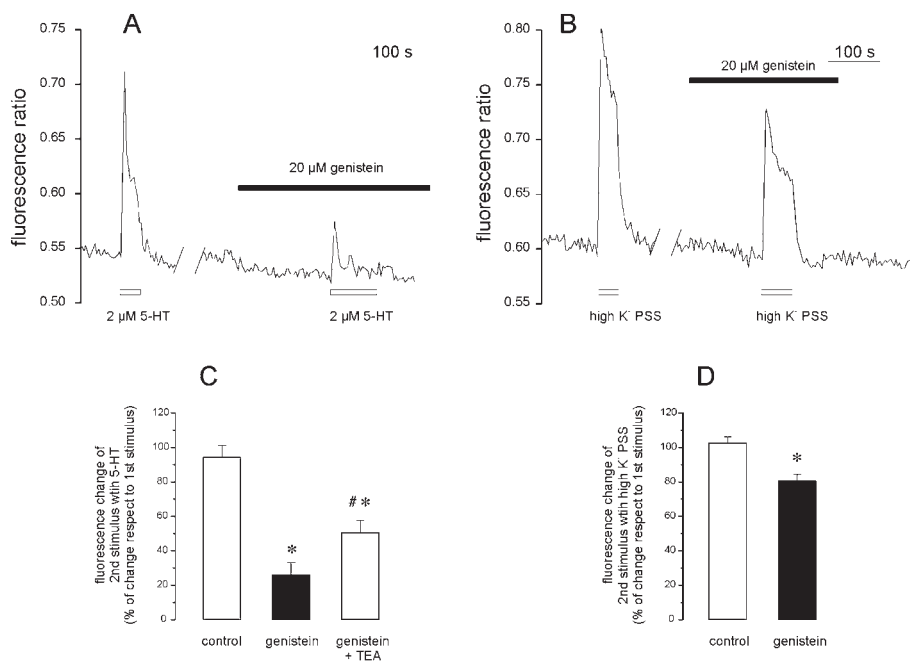 A
0.75
0.70
0.65
0.60
0.55
0.50
fluorescence ratio
100 s
20 µM genistein
2 µM 5-HT
2 µM 5-HT
B
0.80
0.75
0.70
0.65
0.60
0.55
fluorescence ratio
100 s
20 µM genistein
high K⁻ PSS
high K⁻ PSS
C
fluorescence change of
2nd stimulus wtih 5-HT
(% of change respect to 1st stimulus)
120
100
80
60
40
20
0
*
# *
control
genistein
genistein
+ TEA
D
fluorescence change of
2nd stimulus wtih high K⁻ PSS
(% of change respect to 1st stimulus)
120
100
80
60
40
20
0
*
control
genistein